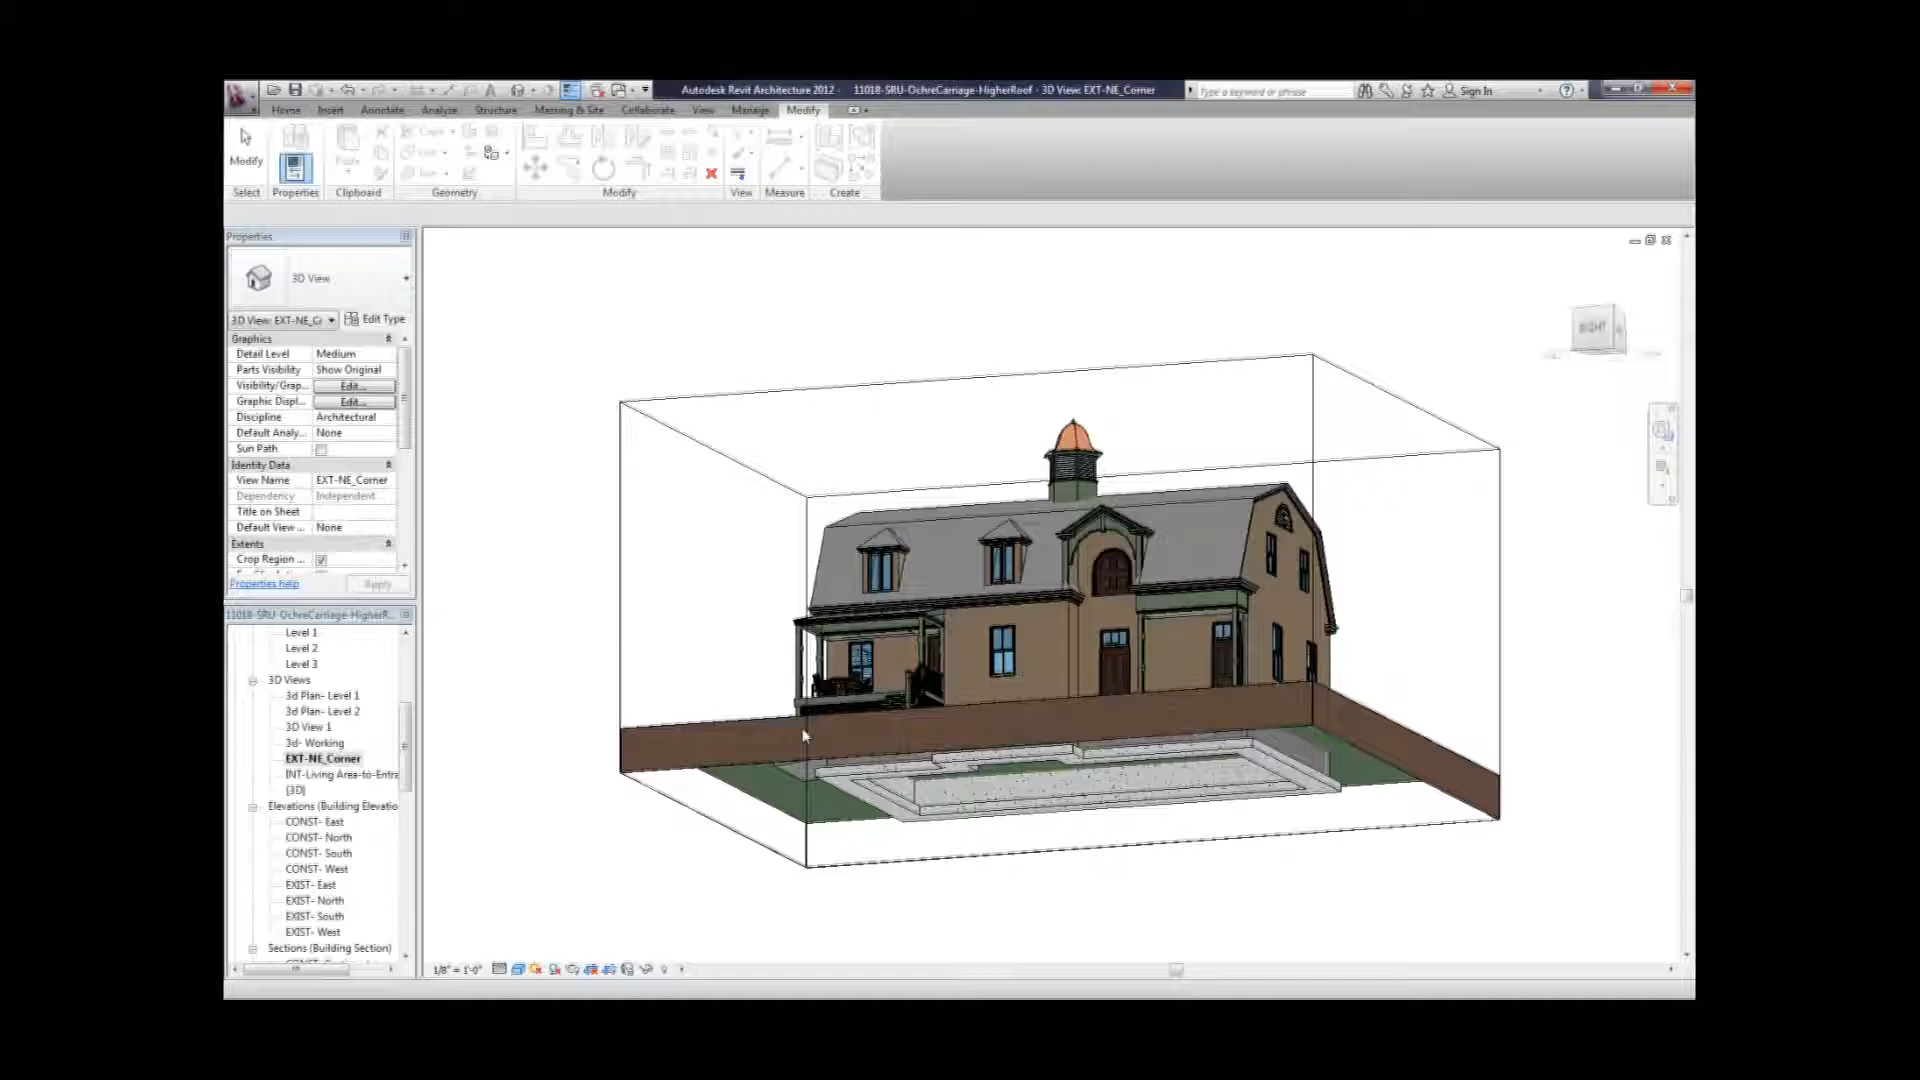 Autodesk Revit Architecture 2012 - 11018-SRU-OchreCarriage-HigherRoof - 3D View: EXT-NE_Corner
Type a keyword or phrase
Sign In
Home Insert Annotate Analyze Structure Massing & Site Collaborate View Manage Modify
Modify
Select Properties Clipboard Geometry Modify View Measure Create
Properties
3D View
3D View: EXT-NE_Co
Edit Type
Graphics
Detail Level Medium
Parts Visibility Show Original
Visibility/Grap... Edit...
Graphic Displ... Edit...
Discipline Architectural
Default Analy... None
Sun Path
Identity Data
View Name EXT-NE_Corner
Dependency Independent
Title on Sheet
Default View ... None
Extents
Crop Region ...
Properties help Apply
11018-SRU-OchreCarriage-HigherR...
Level 1
Level 2
Level 3
3D Views
3d Plan- Level 1
3d Plan- Level 2
3D View 1
3d- Working
EXT-NE_Corner
INT-Living Area-to-Entra
{3D}
Elevations (Building Elevatio
CONST- East
CONST- North
CONST- South
CONST- West
EXIST- East
EXIST- North
EXIST- South
EXIST- West
Sections (Building Section)
RIGHT
1/8" = 1'-0"